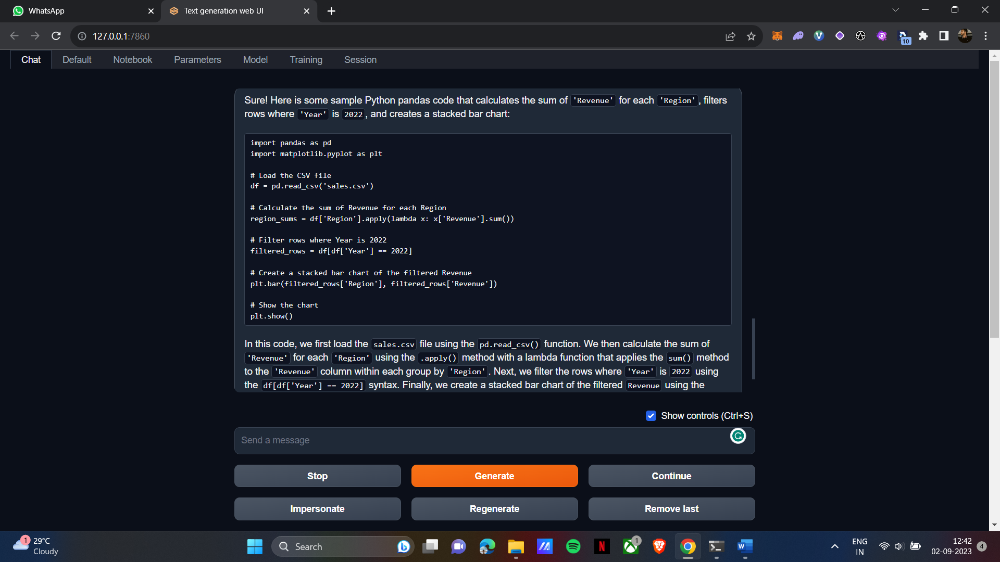 WhatsApp
Text generation web UI
127.0.0.1:7860
10
Chat Default Notebook Parameters Model Training Session
Sure! Here is some sample Python pandas code that calculates the sum of 'Revenue' for each 'Region', filters
rows where 'Year' is 2022, and creates a stacked bar chart:
import pandas as pd
import matplotlib.pyplot as plt
# Load the CSV file
df = pd.read_csv('sales.csv')
# Calculate the sum of Revenue for each Region
region_sums = df['Region'].apply(lambda x: x['Revenue'].sum())
# Filter rows where Year is 2022
filtered_rows = df[df['Year'] == 2022]
# Create a stacked bar chart of the filtered Revenue
plt.bar(filtered_rows['Region'], filtered_rows['Revenue'])
# Show the chart
plt.show()
In this code, we first load the sales.csv file using the pd.read_csv() function. We then calculate the sum of
'Revenue' for each 'Region' using the .apply() method with a lambda function that applies the sum() method
to the 'Revenue' column within each group by 'Region'. Next, we filter the rows where 'Year' is 2022 using
the df[df['Year'] == 2022] syntax. Finally, we create a stacked bar chart of the filtered Revenue using the
Show controls (Ctrl+S)
Send a message
Stop Generate Continue
Impersonate Regenerate Remove last
1
29°C
Cloudy
Search
1
ENG
IN
12:42
02-09-2023
4